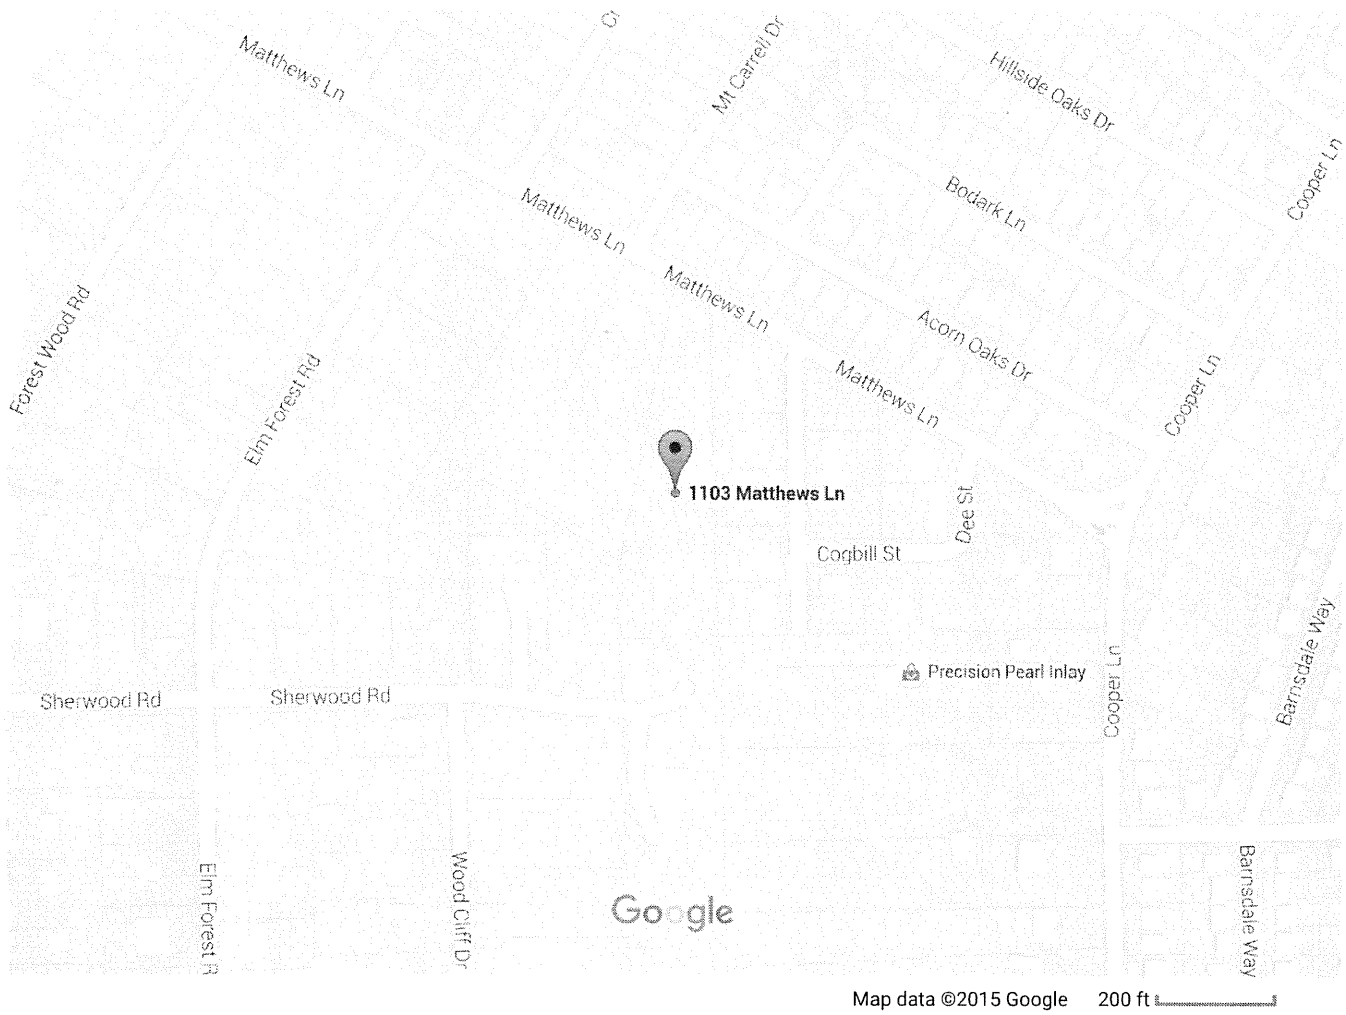 Matthews Ln
Mt Carrell Dr
Hillside Oaks Dr
Cooper Ln
Bodark Ln
Matthews Ln
Matthews Ln
Forest Wood Rd
Acorn Oaks Dr
Elm Forest Rd
Matthews Ln
Cooper Ln
1103 Matthews Ln
Dee St
Cogbill St
Precision Pearl Inlay
Barnsdale Way
Cooper Ln
Sherwood Rd
Sherwood Rd
Elm Forest R
Wood Cliff Dr
Barnsdale Way
Google
Map data ©2015 Google
200 ft